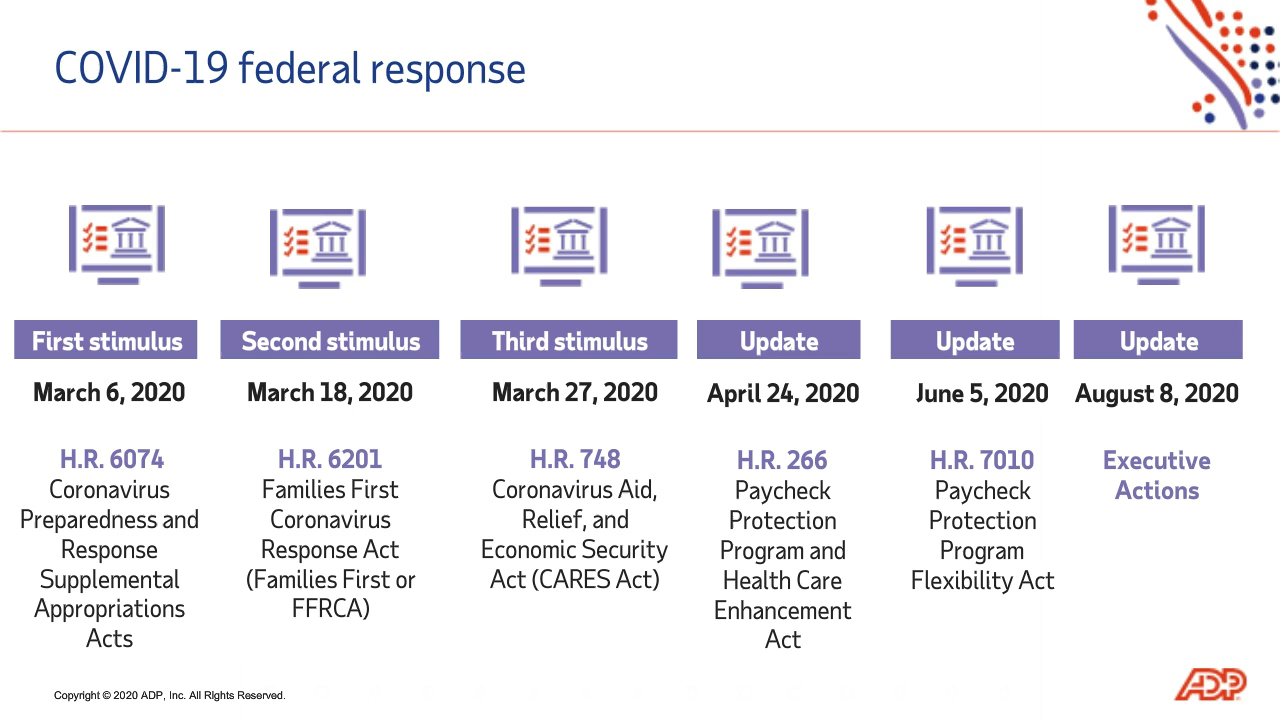 COVID-19 federal response
First stimulus
March 6, 2020
H.R. 6074
Coronavirus
Preparedness and
Response
Supplemental
Appropriations
Acts
Second stimulus
March 18, 2020
H.R. 6201
Families First
Coronavirus
Response Act
(Families First or
FFRCA)
Third stimulus
March 27, 2020
H.R. 748
Coronavirus Aid,
Relief, and
Economic Security
Act (CARES Act)
Update
April 24, 2020
H.R. 266
Paycheck
Protection
Program and
Health Care
Enhancement
Act
Update
June 5, 2020
H.R. 7010
Paycheck
Protection
Program
Flexibility Act
Update
August 8, 2020
Executive
Actions
Copyright © 2020 ADP, Inc. All Rights Reserved.
ADP